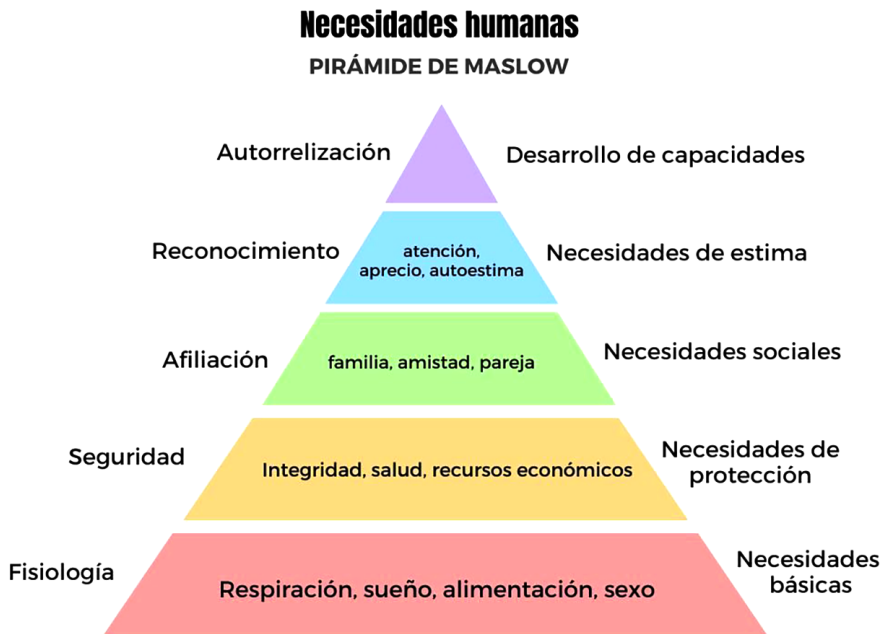 Necesidades humanas
PIRÁMIDE DE MASLOW
Autorrelización
Desarrollo de capacidades
Reconocimiento
atención,
aprecio, autoestima
Necesidades de estima
Afiliación
familia, amistad, pareja
Necesidades sociales
Seguridad
Integridad, salud, recursos económicos
Necesidades de
protección
Fisiología
Respiración, sueño, alimentación, sexo
Necesidades
básicas